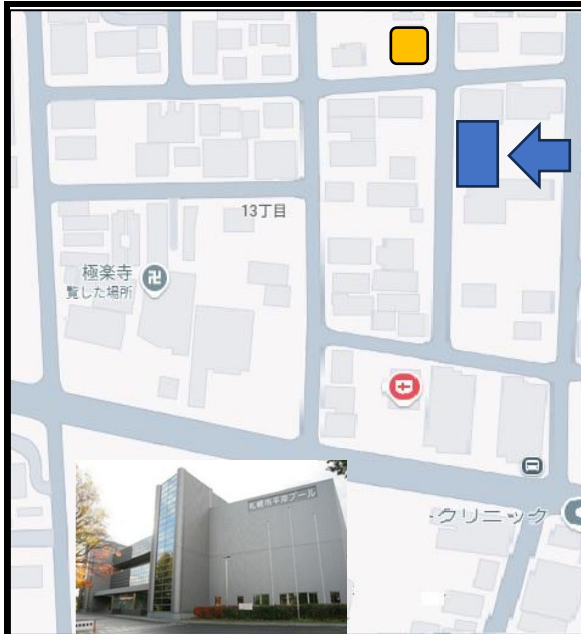 13丁目
極楽寺
覧した場所
札幌市平岸プール
クリニック